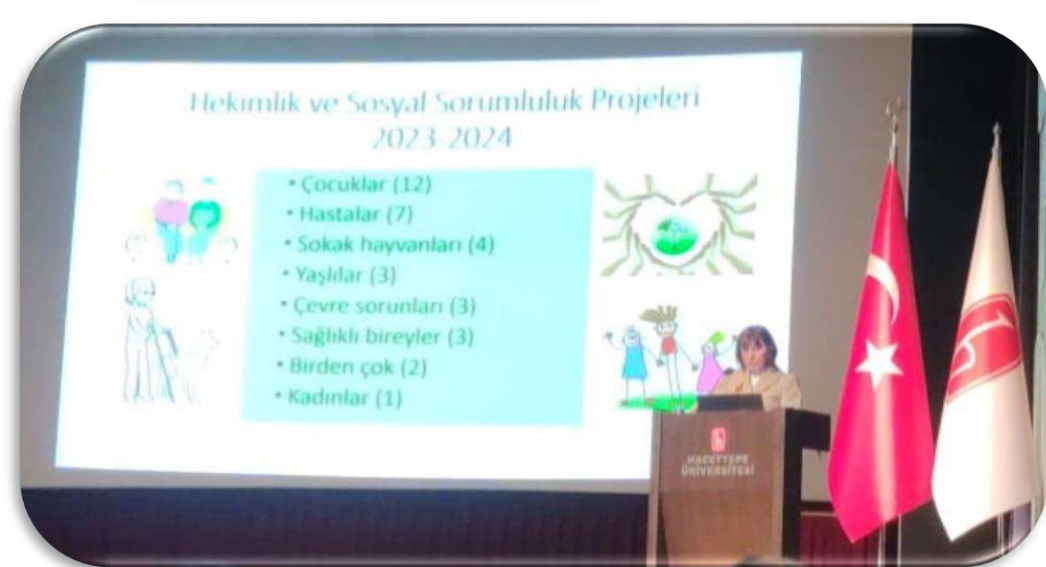 Hekimlik ve Sosyal Sorumluluk Projeleri
2023-2024
• Çocuklar (12)
• Hastalar (7)
• Sokak hayvanları (4)
• Yaşlılar (3)
• Çevre sorunları (3)
• Sağlıklı bireyler (3)
• Birden çok (2)
• Kadınlar (1)
HACETTEPE
ÜNİVERSİTESİ